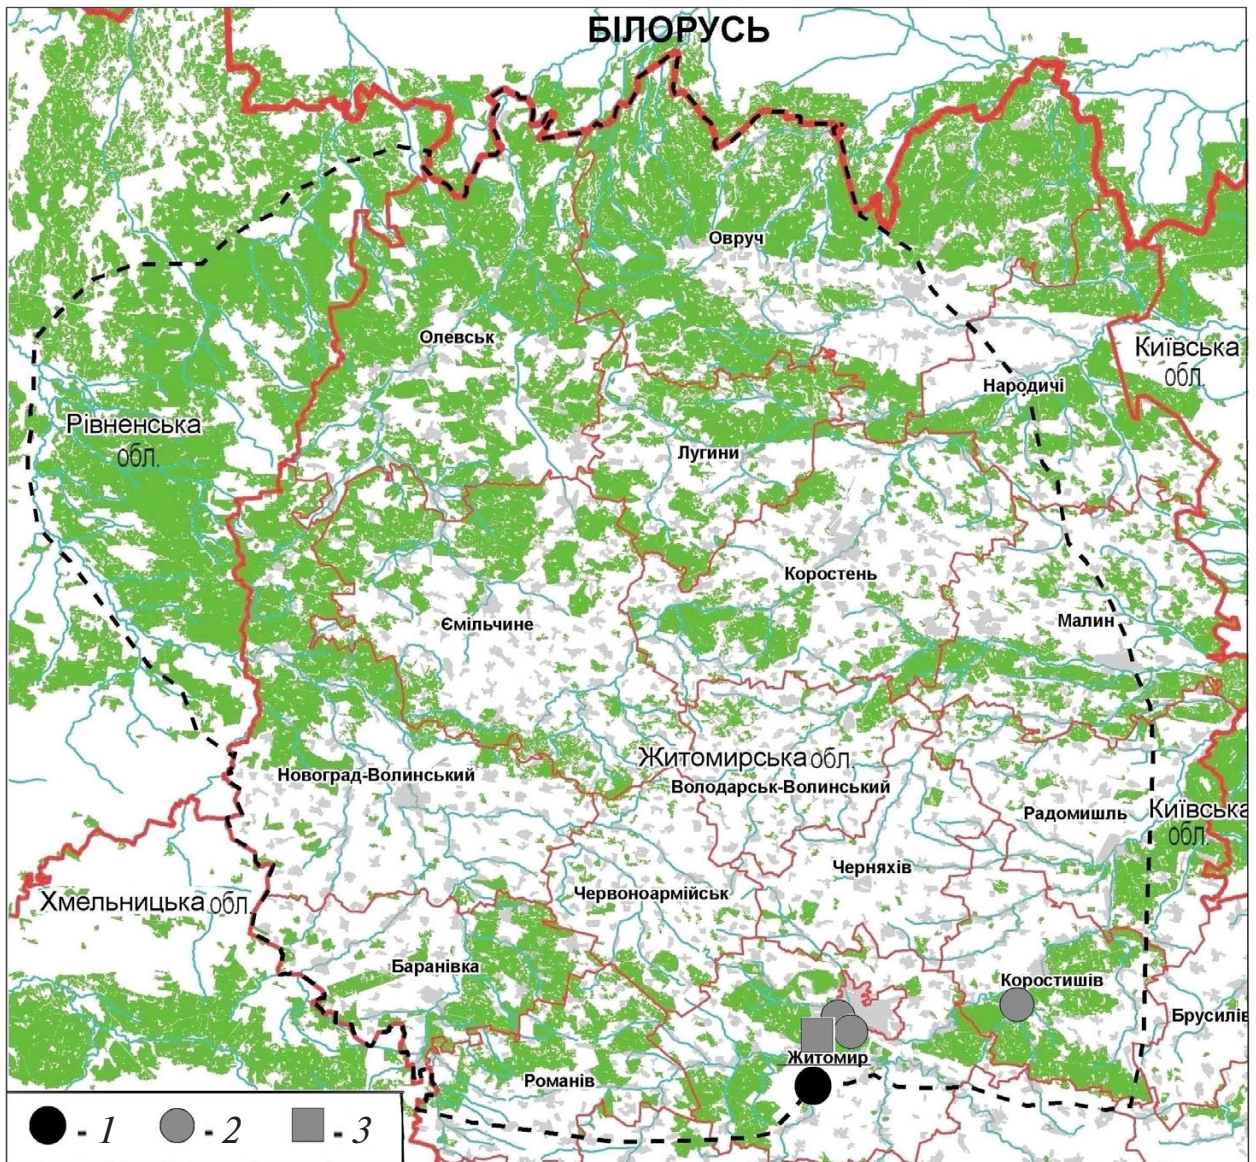 БІЛОРУСЬ
Овруч
Олевськ
Київська
обл.
Народичі
Рівненська
обл.
Лугини
Коростень
Ємільчине
Малин
Житомирська обл.
Новоград-Волинський
Володарськ-Волинський
Радомишль
Київська
обл.
Черняхів
Червоноармійськ
Хмельницька обл.
Баранівка
Коростишів
Брусилів
Житомир
Романів
- 1
- 2
- 3